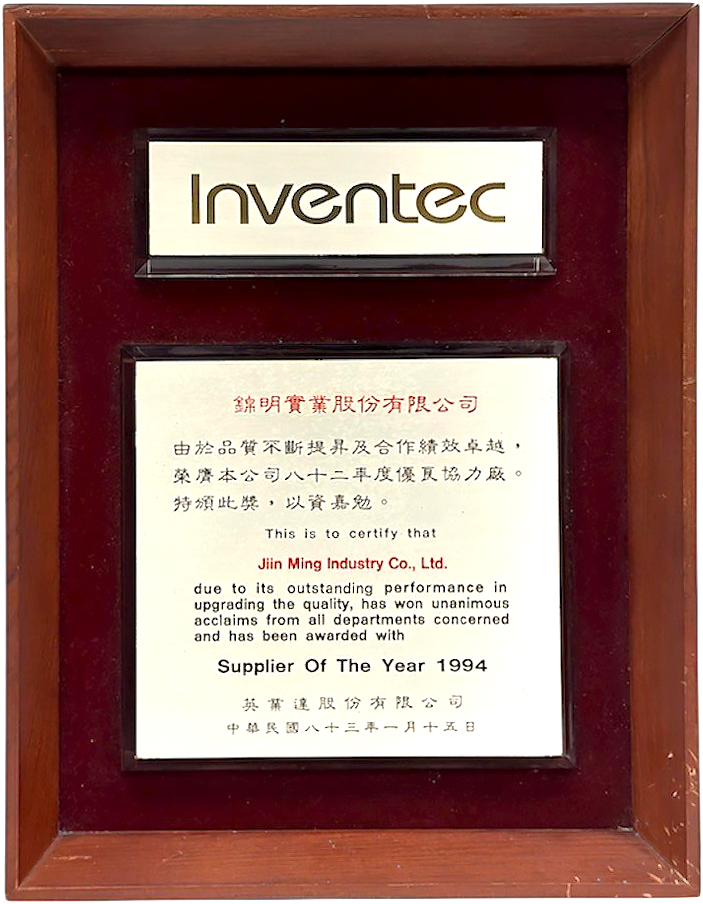 Inventec
錦明實業股份有限公司
由於品質不斷提昇及合作績效卓越，
榮膺本公司八十二年度優良協力廠。
特頒此獎，以資嘉勉。
This is to certify that
Jiin Ming Industry Co., Ltd.
due to its outstanding performance in
upgrading the quality, has won unanimous
acclaims from all departments concerned
and has been awarded with
Supplier Of The Year 1994
英業達股份有限公司
中華民國八十三年一月十五日